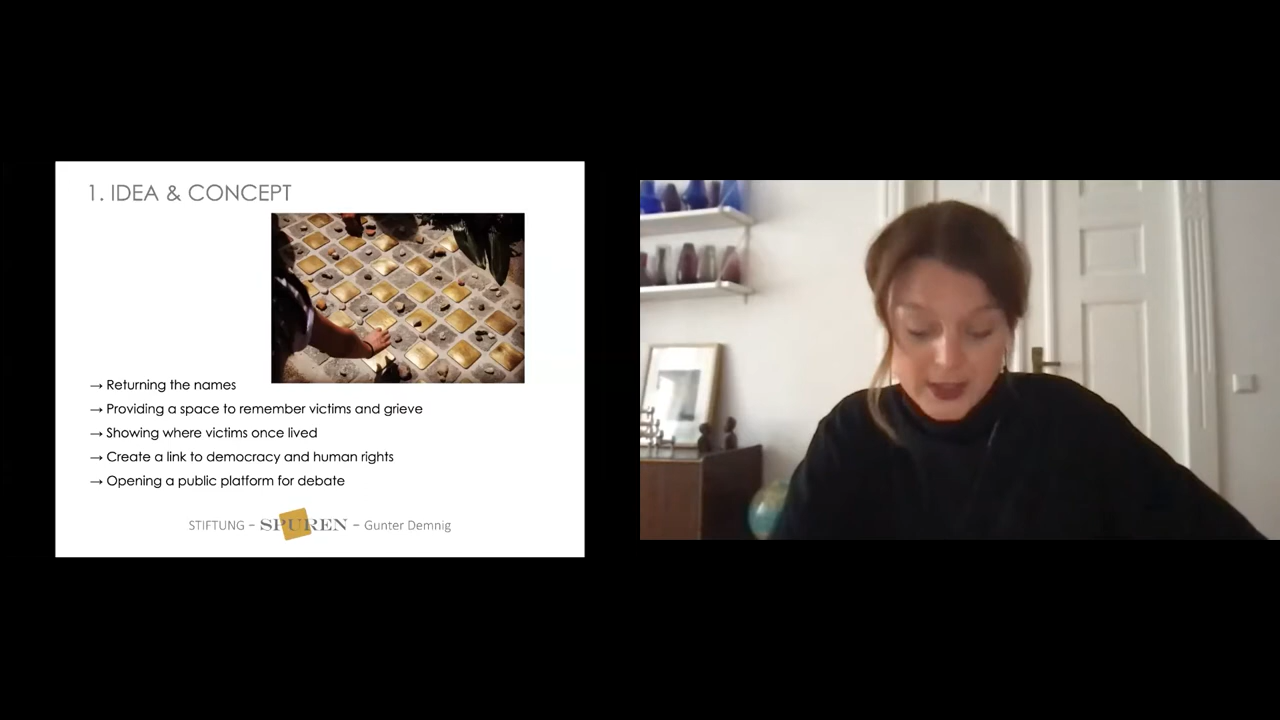 1. IDEA & CONCEPT
→ Returning the names
→ Providing a space to remember victims and grieve
→ Showing where victims once lived
→ Create a link to democracy and human rights
→ Opening a public platform for debate
STIFTUNG – SPUREN – Gunter Demnig